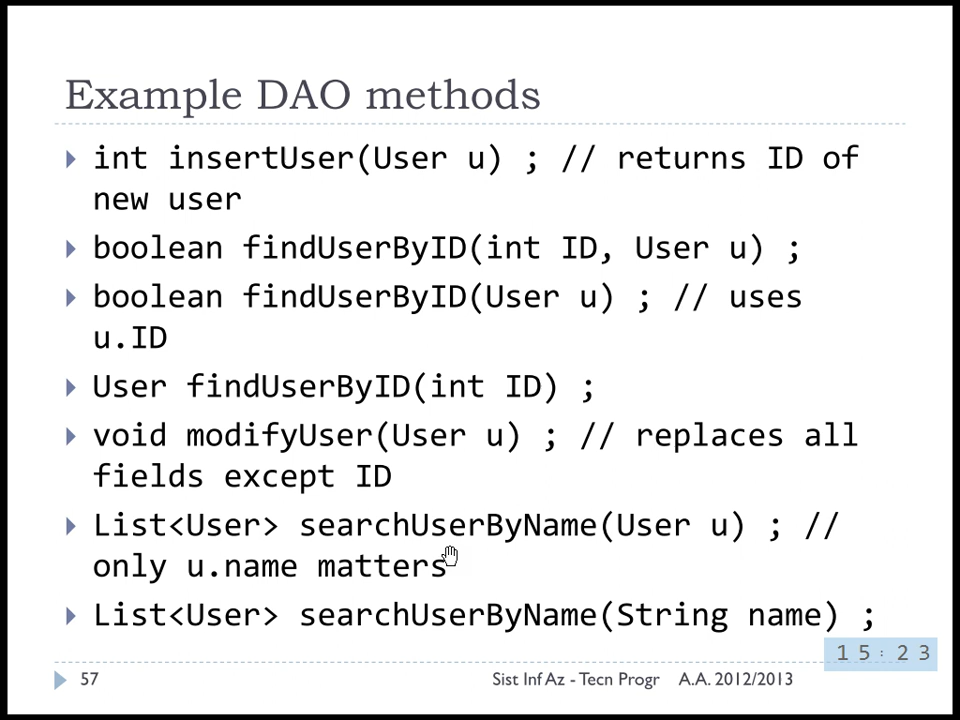 Example DAO methods
int insertUser(User u) ; // returns ID of
new user
boolean findUserByID(int ID, User u) ;
boolean findUserByID(User u) ; // uses
u.ID
User findUserByID(int ID) ;
void modifyUser(User u) ; // replaces all
fields except ID
List<User> searchUserByName(User u) ; //
only u.name matters
List<User> searchUserByName(String name) ;
15:23
57 Sist Inf Az - Tecn Progr A.A. 2012/2013